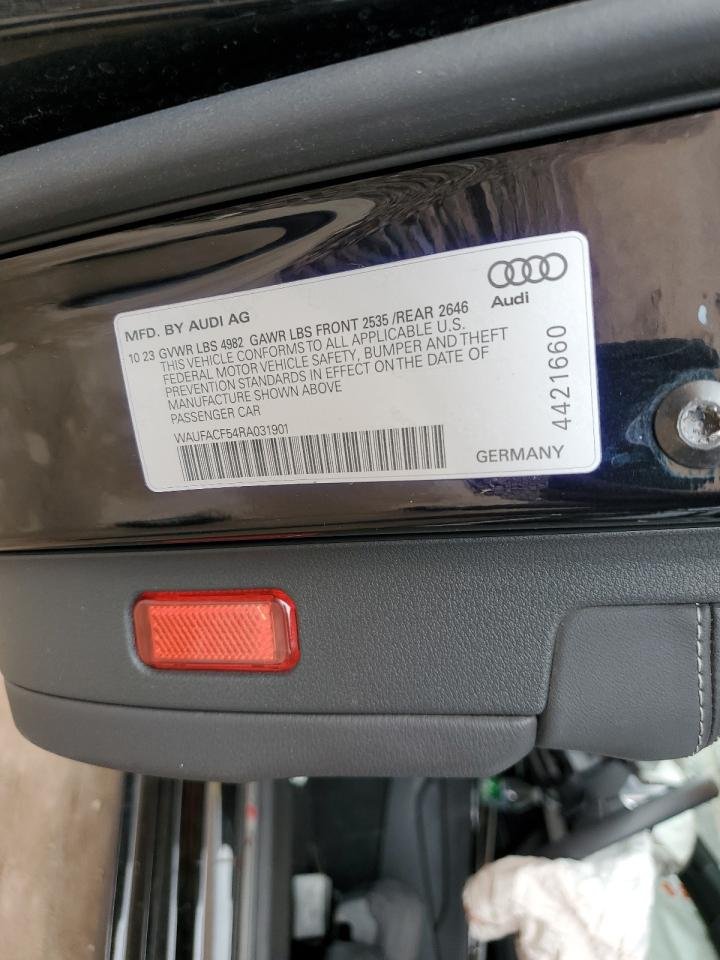 MFD. BY AUDI AG
Audi
10 23 GVWR LBS 4982 GAWR LBS FRONT 2535 /REAR 2646
THIS VEHICLE CONFORMS TO ALL APPLICABLE U.S.
FEDERAL MOTOR VEHICLE SAFETY, BUMPER AND THEFT
PREVENTION STANDARDS IN EFFECT ON THE DATE OF
MANUFACTURE SHOWN ABOVE
PASSENGER CAR
WAUFACF54RA031901
GERMANY
4421660